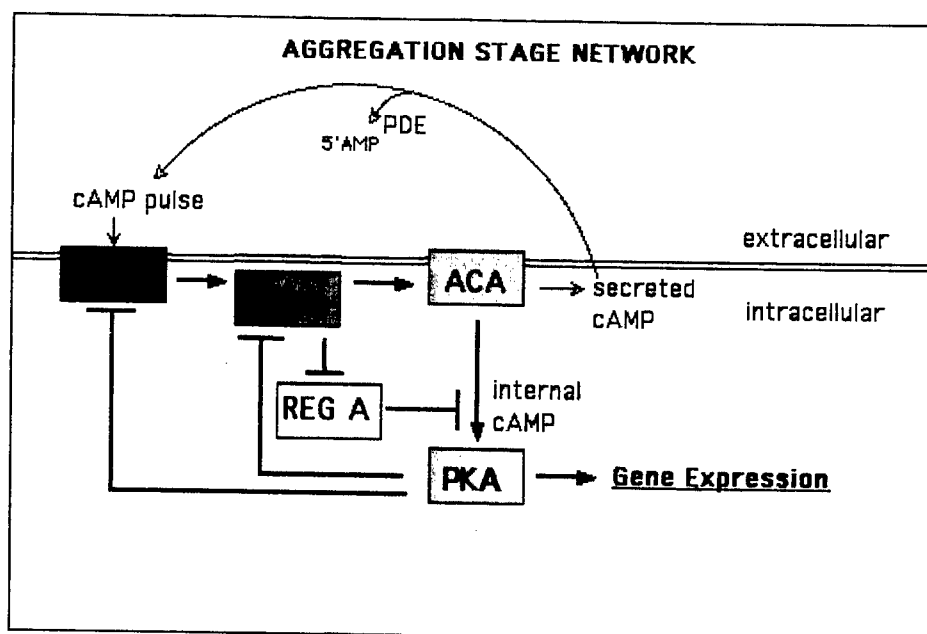 AGGREGATION STAGE NETWORK
PDE
5'AMP
cAMP pulse
extracellular
ACA
secreted
cAMP
intracellular
internal
cAMP
REG A
PKA
Gene Expression